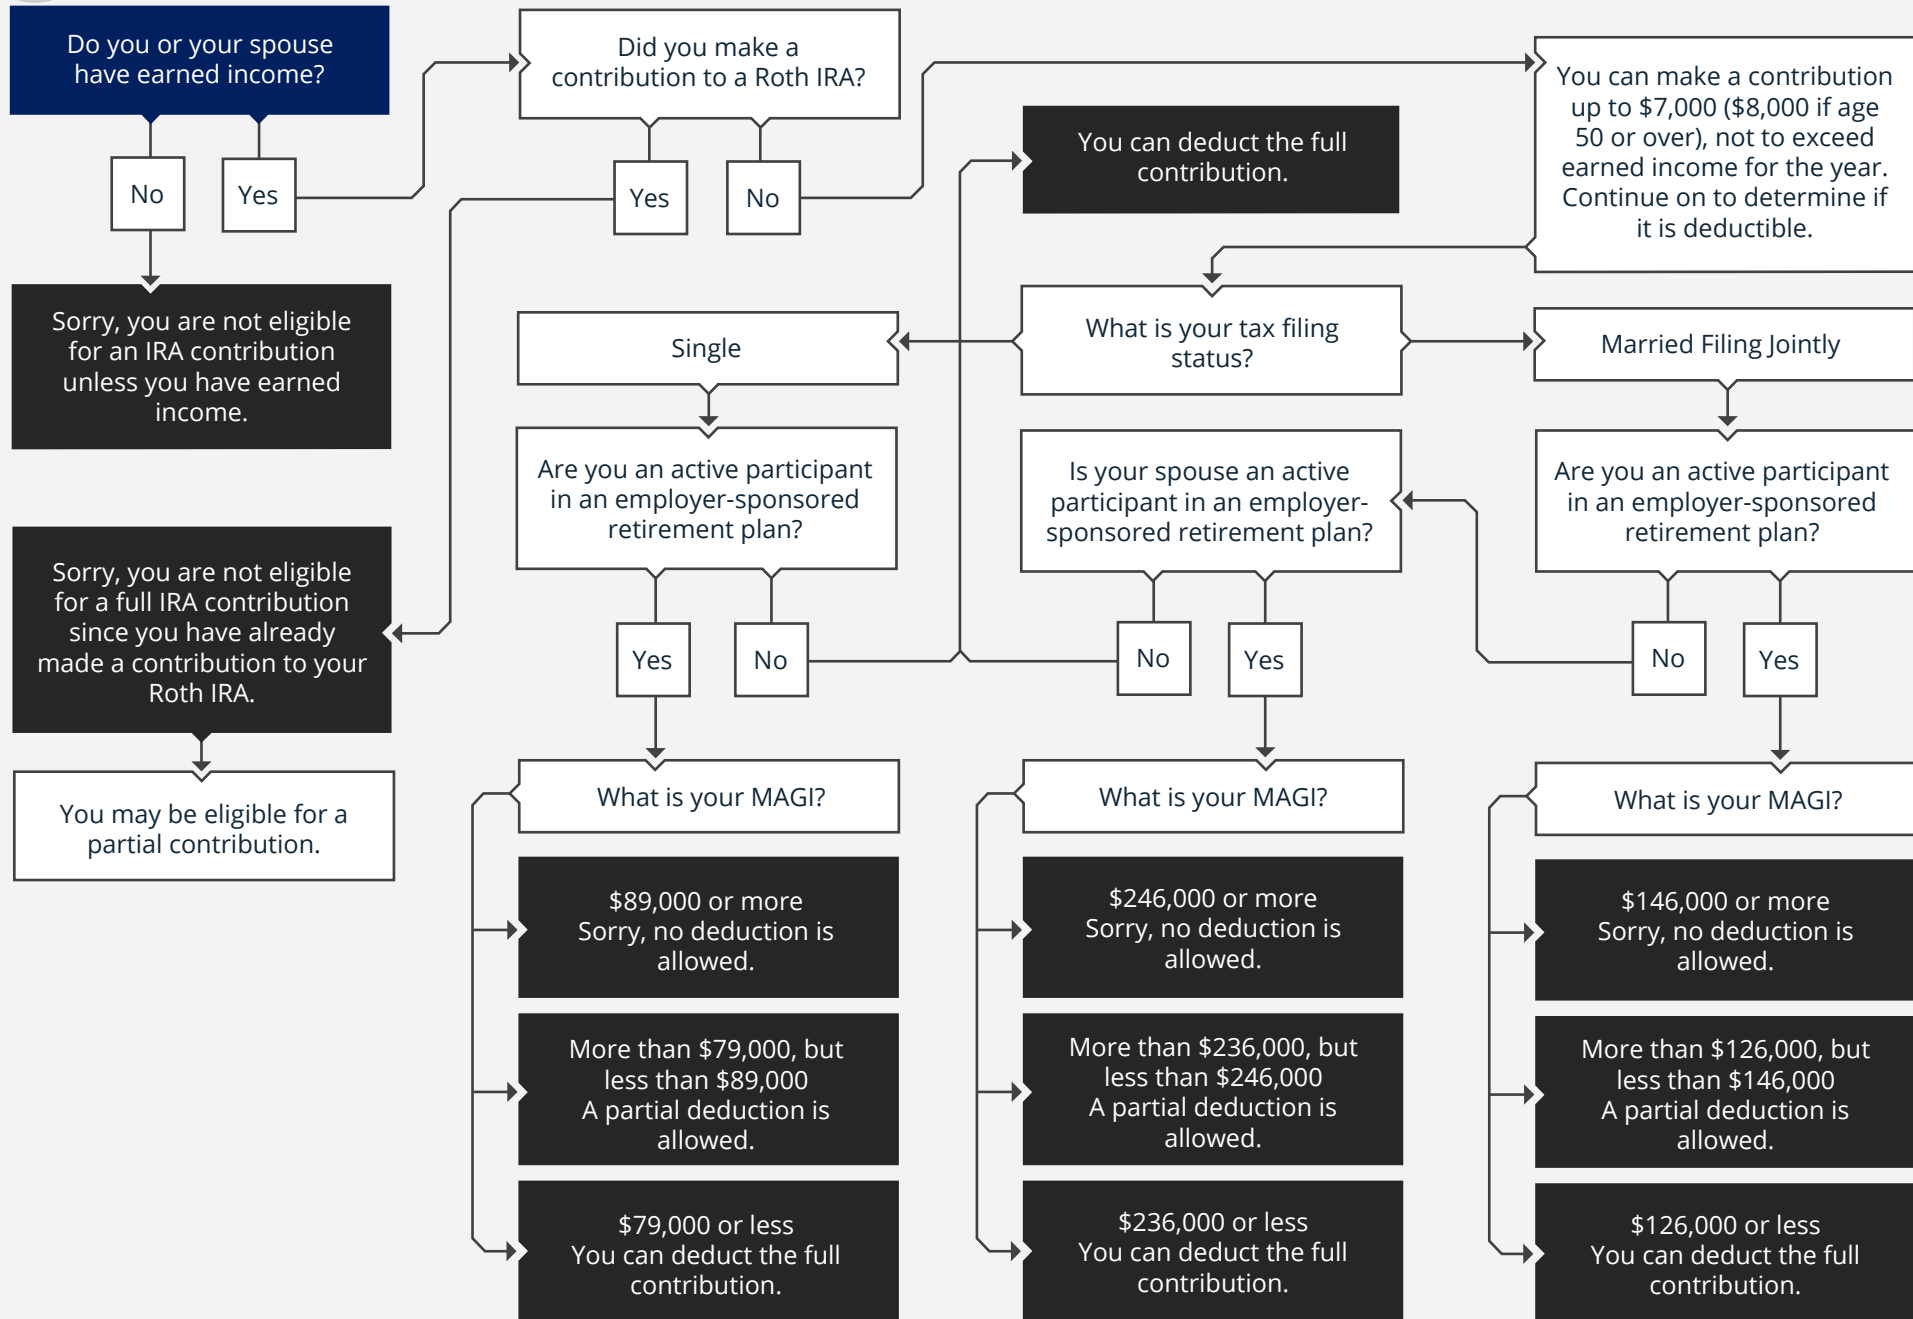 Do you or your spouse
have earned income?
No
Yes
Sorry, you are not eligible
for an IRA contribution
unless you have earned
income.
Did you make a
contribution to a Roth IRA?
Yes
No
Sorry, you are not eligible
for a full IRA contribution
since you have already
made a contribution to your
Roth IRA.
You may be eligible for a
partial contribution.
You can make a contribution
up to $7,000 ($8,000 if age
50 or over), not to exceed
earned income for the year.
Continue on to determine if
it is deductible.
You can deduct the full
contribution.
What is your tax filing
status?
Single
Married Filing Jointly
Are you an active participant
in an employer-sponsored
retirement plan?
Yes
No
Is your spouse an active
participant in an employer-
sponsored retirement plan?
No
Yes
Are you an active participant
in an employer-sponsored
retirement plan?
No
Yes
What is your MAGI?
$89,000 or more
Sorry, no deduction is
allowed.
More than $79,000, but
less than $89,000
A partial deduction is
allowed.
$79,000 or less
You can deduct the full
contribution.
What is your MAGI?
$246,000 or more
Sorry, no deduction is
allowed.
More than $236,000, but
less than $246,000
A partial deduction is
allowed.
$236,000 or less
You can deduct the full
contribution.
What is your MAGI?
$146,000 or more
Sorry, no deduction is
allowed.
More than $126,000, but
less than $146,000
A partial deduction is
allowed.
$126,000 or less
You can deduct the full
contribution.